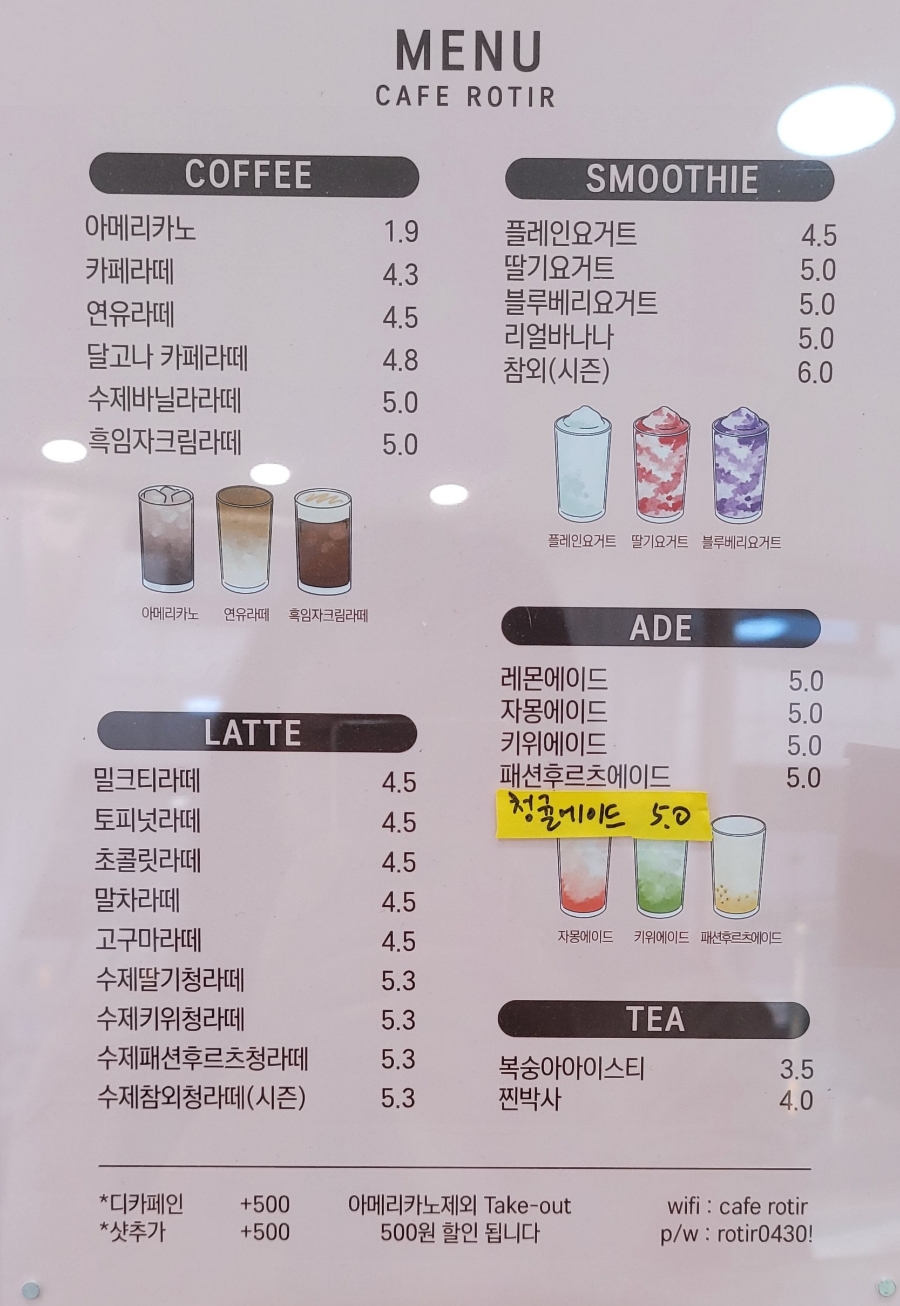 MENU
CAFE ROTIR
COFFEE
아메리카노 1.9
카페라떼 4.3
연유라떼 4.5
달고나 카페라떼 4.8
수제바닐라라떼 5.0
흑임자크림라떼 5.0
아메리카노 연유라떼 흑임자크림라떼
LATTE
밀크티라떼 4.5
토피넛라떼 4.5
초콜릿라떼 4.5
말차라떼 4.5
고구마라떼 4.5
수제딸기청라떼 5.3
수제키위청라떼 5.3
수제패션후르츠청라떼 5.3
수제참외청라떼(시즌) 5.3
SMOOTHIE
플레인요거트 4.5
딸기요거트 5.0
블루베리요거트 5.0
리얼바나나 5.0
참외(시즌) 6.0
플레인요거트 딸기요거트 블루베리요거트
ADE
레몬에이드 5.0
자몽에이드 5.0
키위에이드 5.0
패션후르츠에이드 5.0
청귤에이드 5.0
자몽에이드 키위에이드 패션후르츠에이드
TEA
복숭아아이스티 3.5
찐박사 4.0
*디카페인 +500
*샷추가 +500
아메리카노제외 Take-out
500원 할인 됩니다
wifi : cafe rotir
p/w : rotir0430!